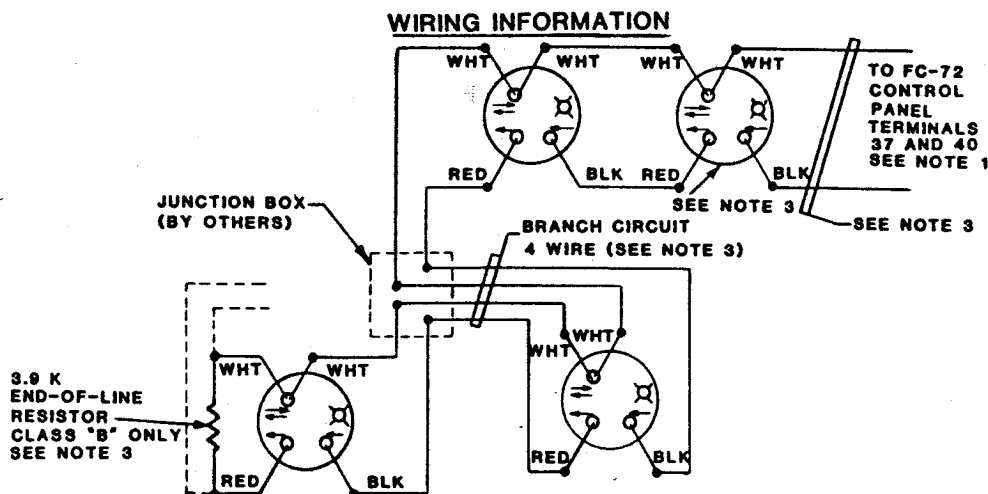 WIRING INFORMATION
WHT
WHT
WHT
WHT
TO FC-72
CONTROL
PANEL
TERMINALS
37 AND 40
SEE NOTE 1
RED
BLK
RED
BLK
SEE NOTE 3
SEE NOTE 3
JUNCTION BOX
(BY OTHERS)
BRANCH CIRCUIT
4 WIRE (SEE NOTE 3)
WHT
WHT
WHT
WHT
3.9 K
END-OF-LINE
RESISTOR
CLASS "B" ONLY
SEE NOTE 3
RED
BLK
RED
BLK